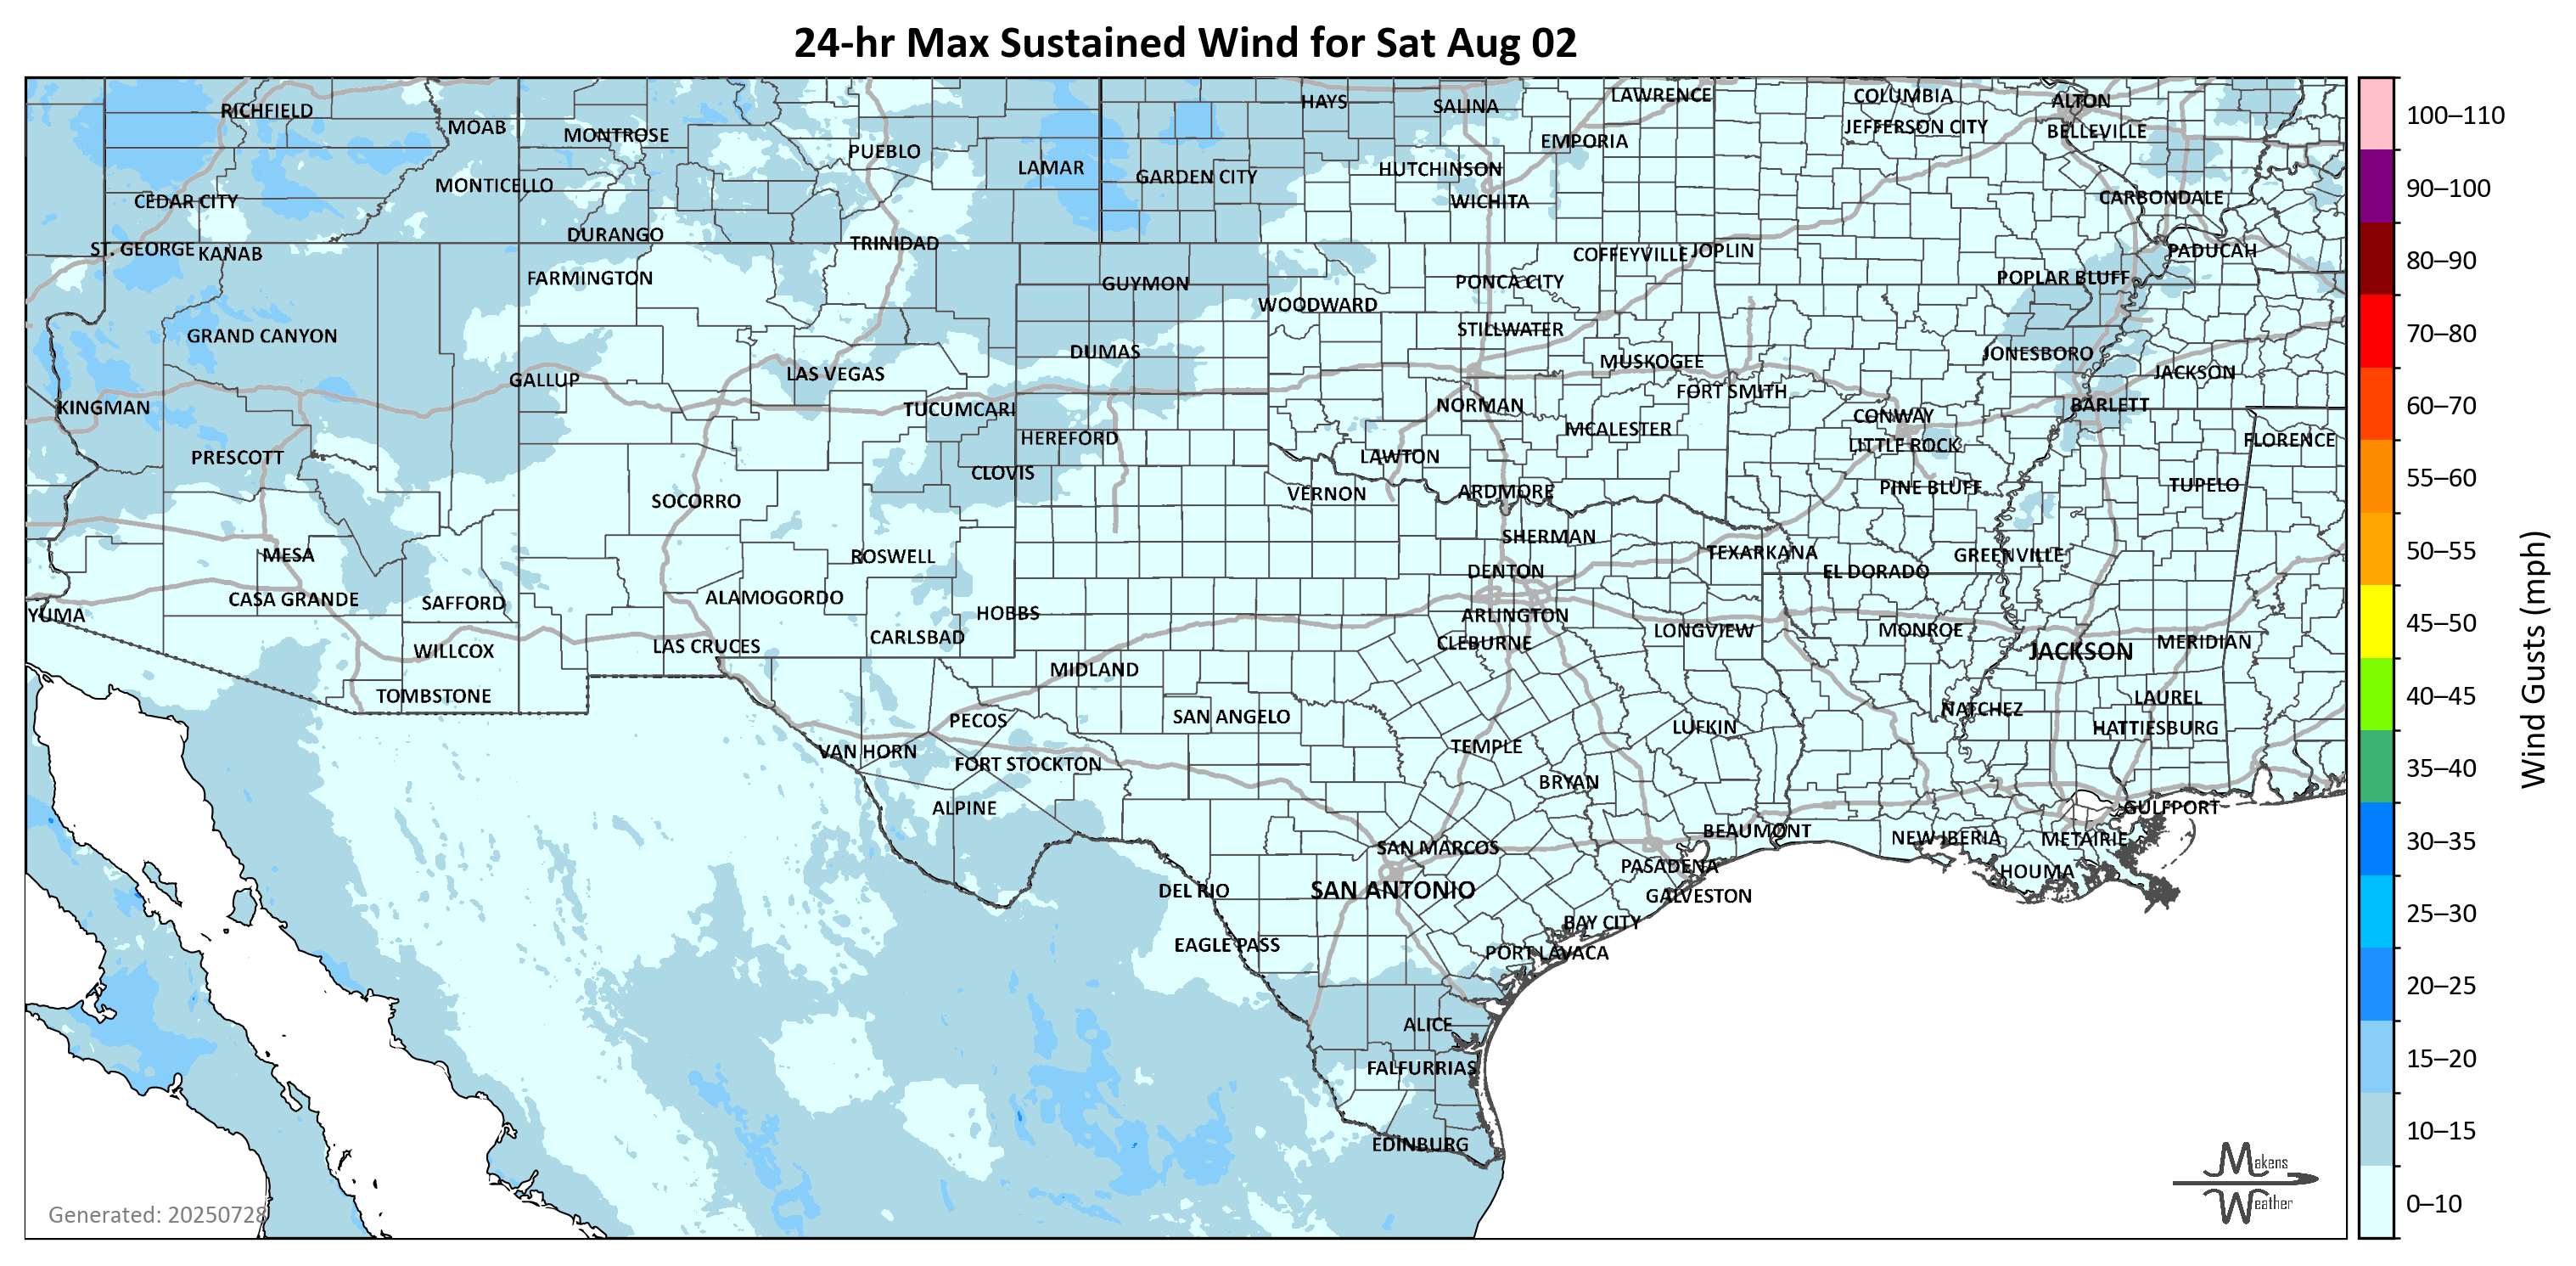 24-hr Max Sustained Wind for Sat Aug 02
RICHFIELD
MOAB
MONTROSE
PUEBLO
LAMAR
HAYS
SALINA
LAWRENCE
COLUMBIA
ALTON
GARDEN CITY
HUTCHINSON
EMPORIA
JEFFERSON CITY
BELLEVILLE
CEDAR CITY
MONTICELLO
WICHITA
CARBONDALE
ST. GEORGE
KANAB
DURANGO
TRINIDAD
COFFEYVILLE
JOPLIN
PADUCAH
FARMINGTON
GUYMON
WOODWARD
PONCA CITY
POPLAR BLUFF
GRAND CANYON
DUMAS
STILLWATER
MUSKOGEE
JONESBORO
KINGMAN
GALLUP
LAS VEGAS
TUCUMCARI
NORMAN
FORT SMITH
CONWAY
JACKSON
BARLETT
PRESCOTT
HEREFORD
CLOVIS
LAWTON
MCALESTER
LITTLE ROCK
FLORENCE
SOCORRO
VERNON
ARDMORE
PINE BLUFF
TUPELO
MESA
ROSWELL
SHERMAN
TEXARKANA
GREENVILLE
DENTON
EL DORADO
YUMA
CASA GRANDE
SAFFORD
ALAMOGORDO
HOBBS
ARLINGTON
WILLCOX
LAS CRUCES
CARLSBAD
CLEBURNE
LONGVIEW
MONROE
JACKSON
MERIDIAN
TOMBSTONE
MIDLAND
PECOS
SAN ANGELO
LUFKIN
NATCHEZ
LAUREL
HATTIESBURG
VAN HORN
FORT STOCKTON
TEMPLE
BRYAN
ALPINE
GULFPORT
SAN MARCOS
BEAUMONT
NEW IBERIA
METAIRIE
DEL RIO
SAN ANTONIO
PASADENA
GALVESTON
HOUMA
EAGLE PASS
BAY CITY
PORT LAVACA
ALICE
FALFURRIAS
EDINBURG
Generated: 20250728
Makens
Weather
100–110
90–100
80–90
70–80
60–70
55–60
50–55
45–50
40–45
35–40
30–35
25–30
20–25
15–20
10–15
0–10
Wind Gusts (mph)